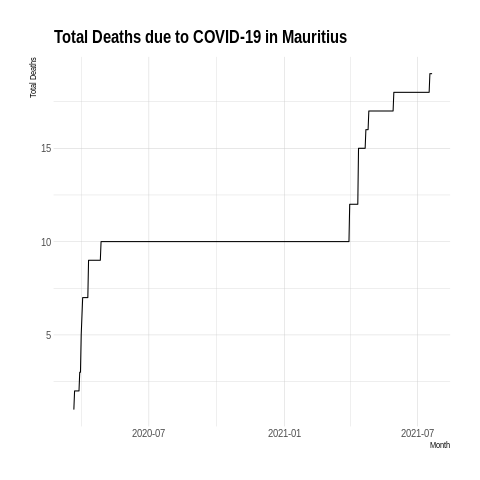 Total Deaths due to COVID-19 in Mauritius
Total Deaths
15
10
5
2020-07
2021-01
2021-07
Month